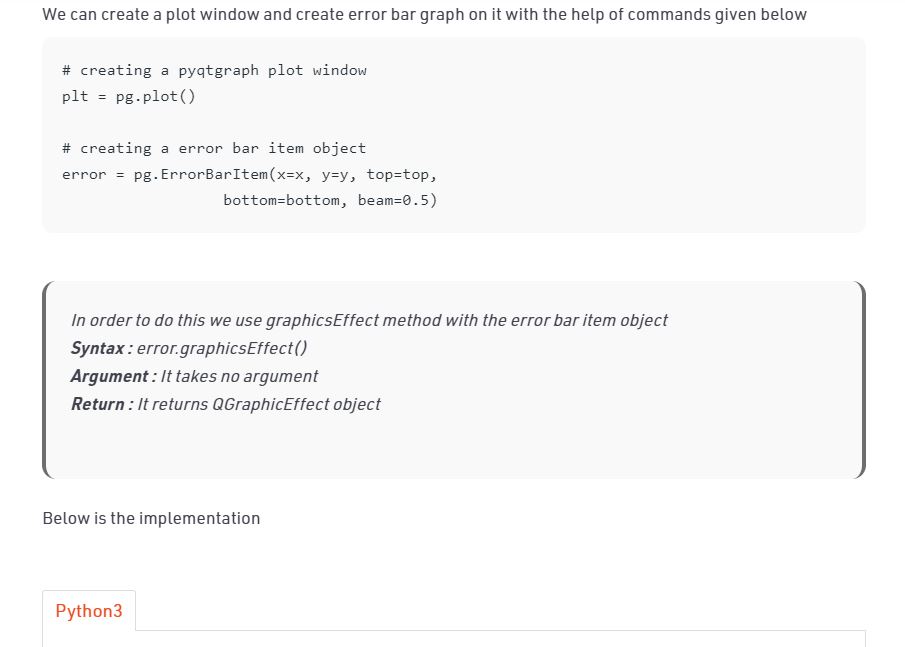 We can create a plot window and create error bar graph on it with the help of commands given below
# creating a pyqtgraph plot window
plt = pg.plot()
# creating a error bar item object
error = pg.ErrorBarItem(x=x, y=y, top=top,
bottom=bottom, beam=0.5)
In order to do this we use graphicsEffect method with the error bar item object
Syntax : error.graphicsEffect()
Argument : It takes no argument
Return : It returns QGraphicEffect object
Below is the implementation
Python3